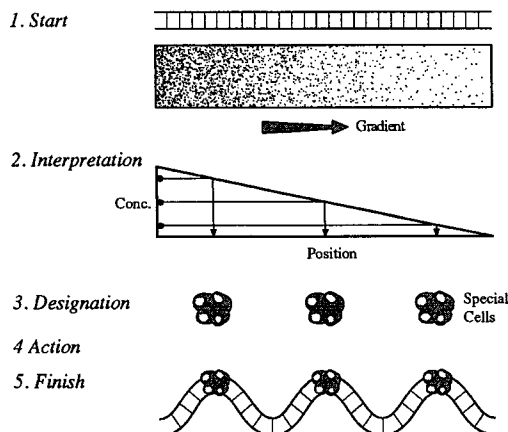 1. Start
Gradient
2. Interpretation
Conc.
Position
3. Designation
Special
Cells
4 Action
5. Finish